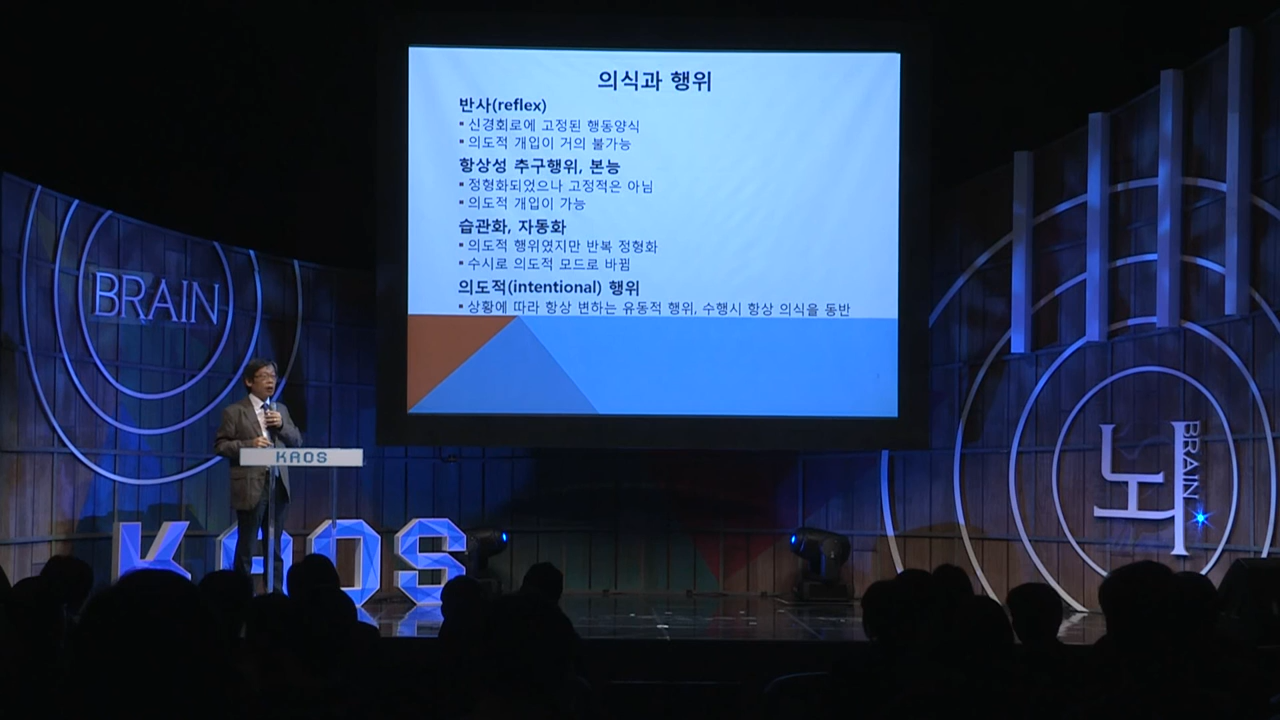 의식과 행위
반사(reflex)
▪ 신경회로에 고정된 행동양식
▪ 의도적 개입이 거의 불가능
항상성 추구행위, 본능
▪ 정형화되었으나 고정적은 아님
▪ 의도적 개입이 가능
습관화, 자동화
▪ 의도적 행위였지만 반복 정형화
▪ 수시로 의도적 모드로 바뀜
의도적(intentional) 행위
▪ 상황에 따라 항상 변하는 유동적 행위, 수행시 항상 의식을 동반
BRAIN
KAOS
KAOS
뇌
BRAIN